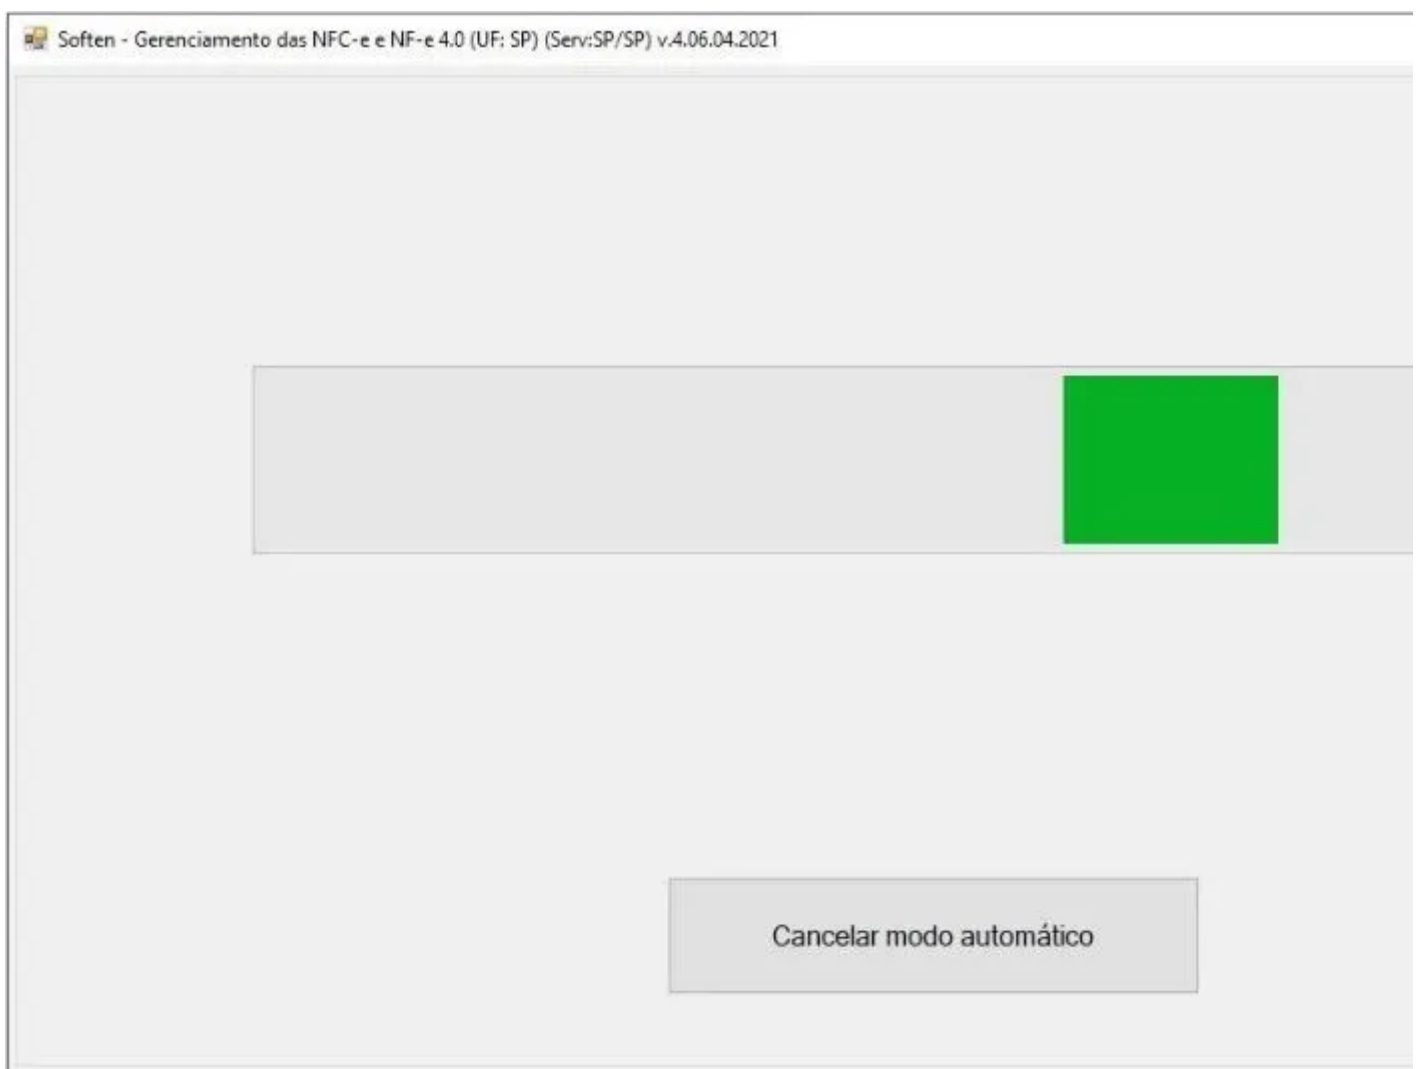 Soften - Gerenciamento das NFC-e e NF-e 4.0 (UF: SP) (Serv:SP/SP) v.4.06.04.2021
Cancelar modo automático